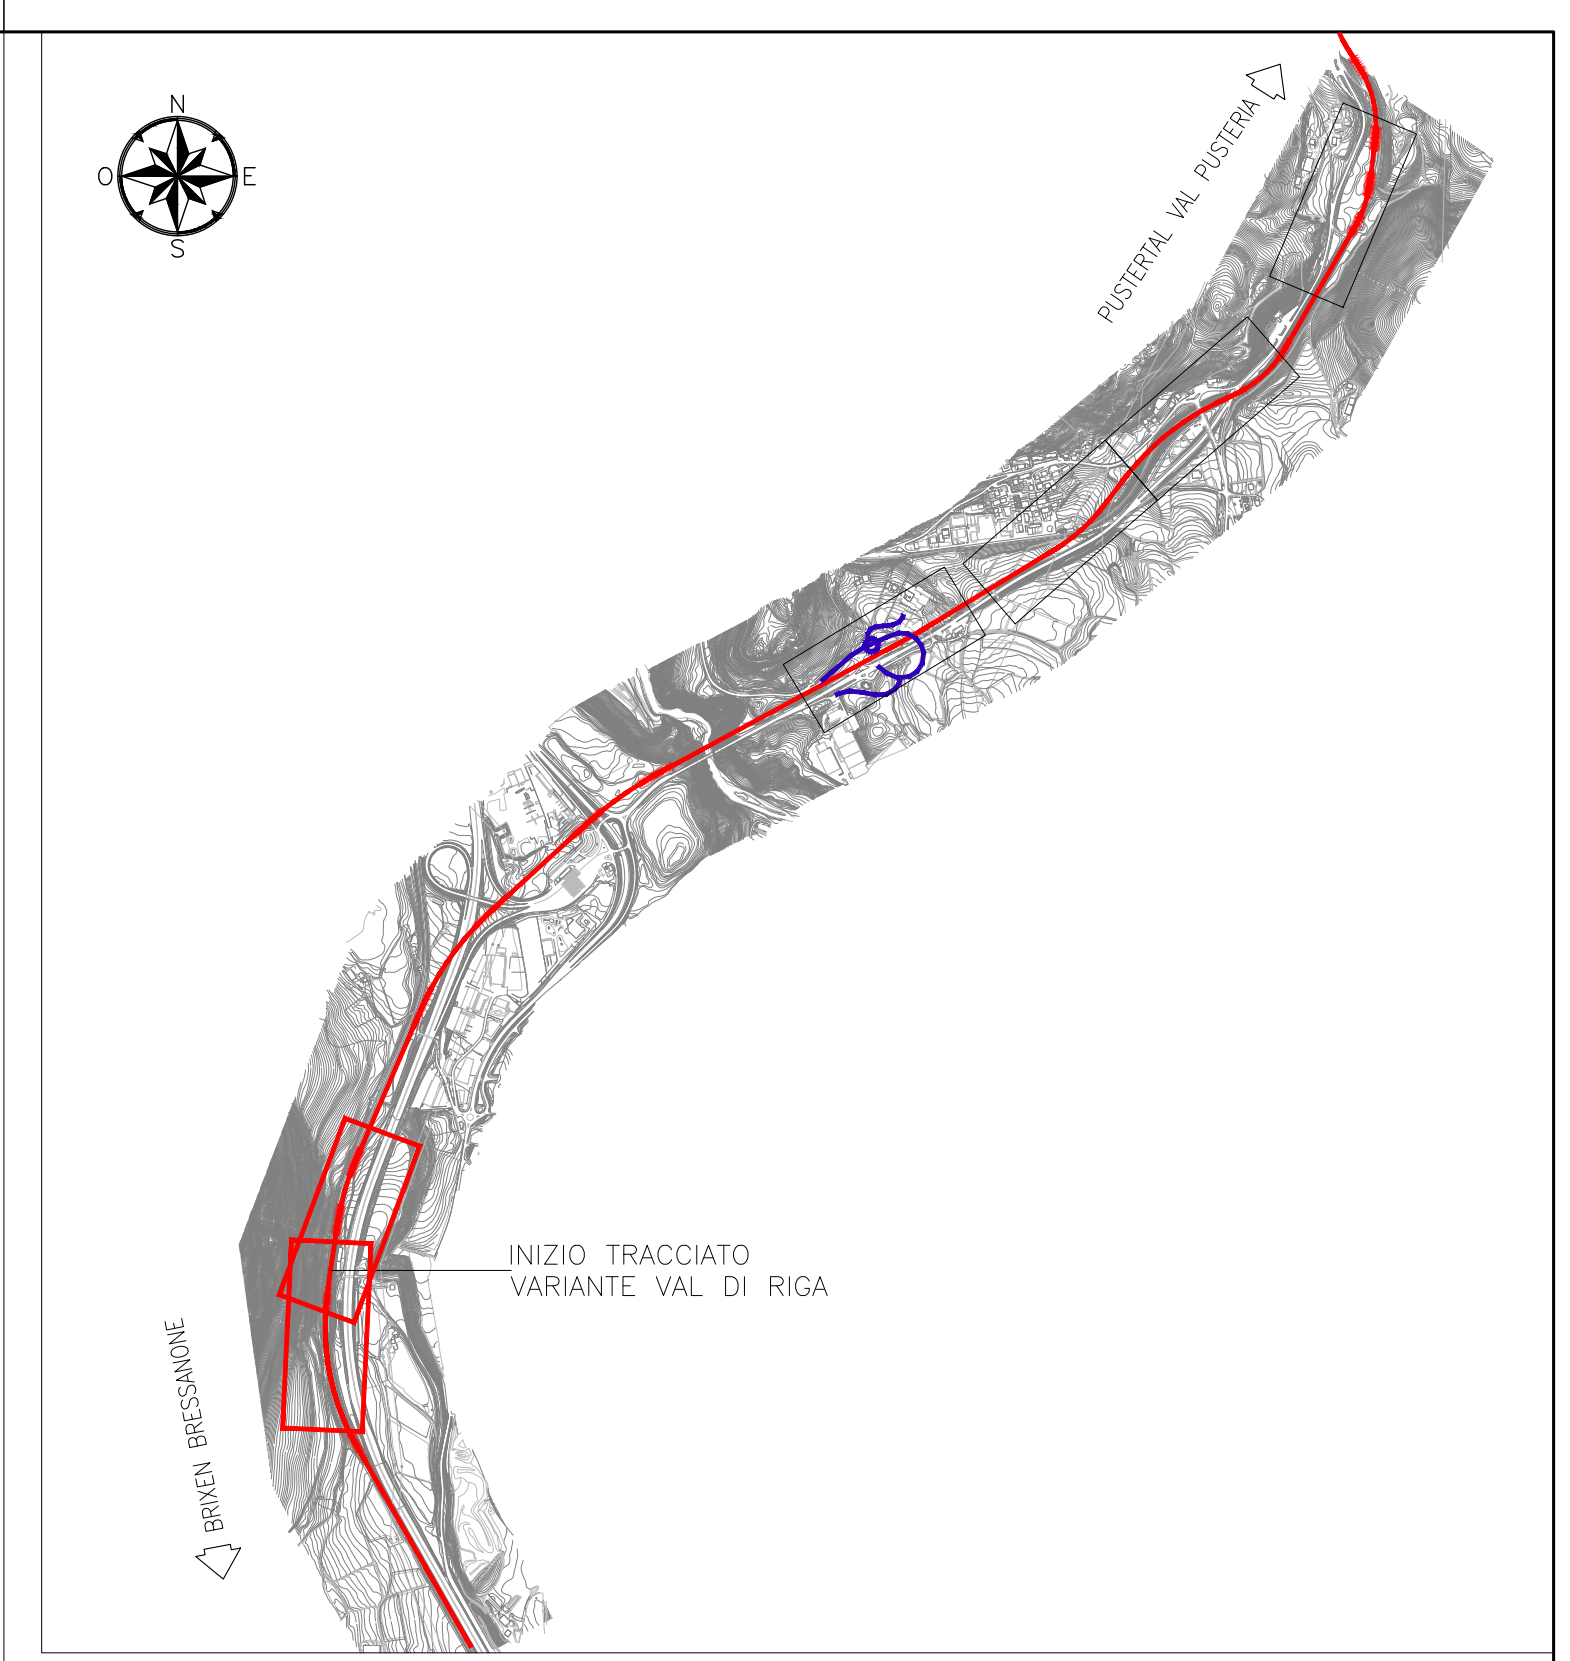 N
O
E
S
PUSTERTAL VAL PUSTERIA
INIZIO TRACCIATO
VARIANTE VAL DI RIGA
BRIXEN BRESSANONE